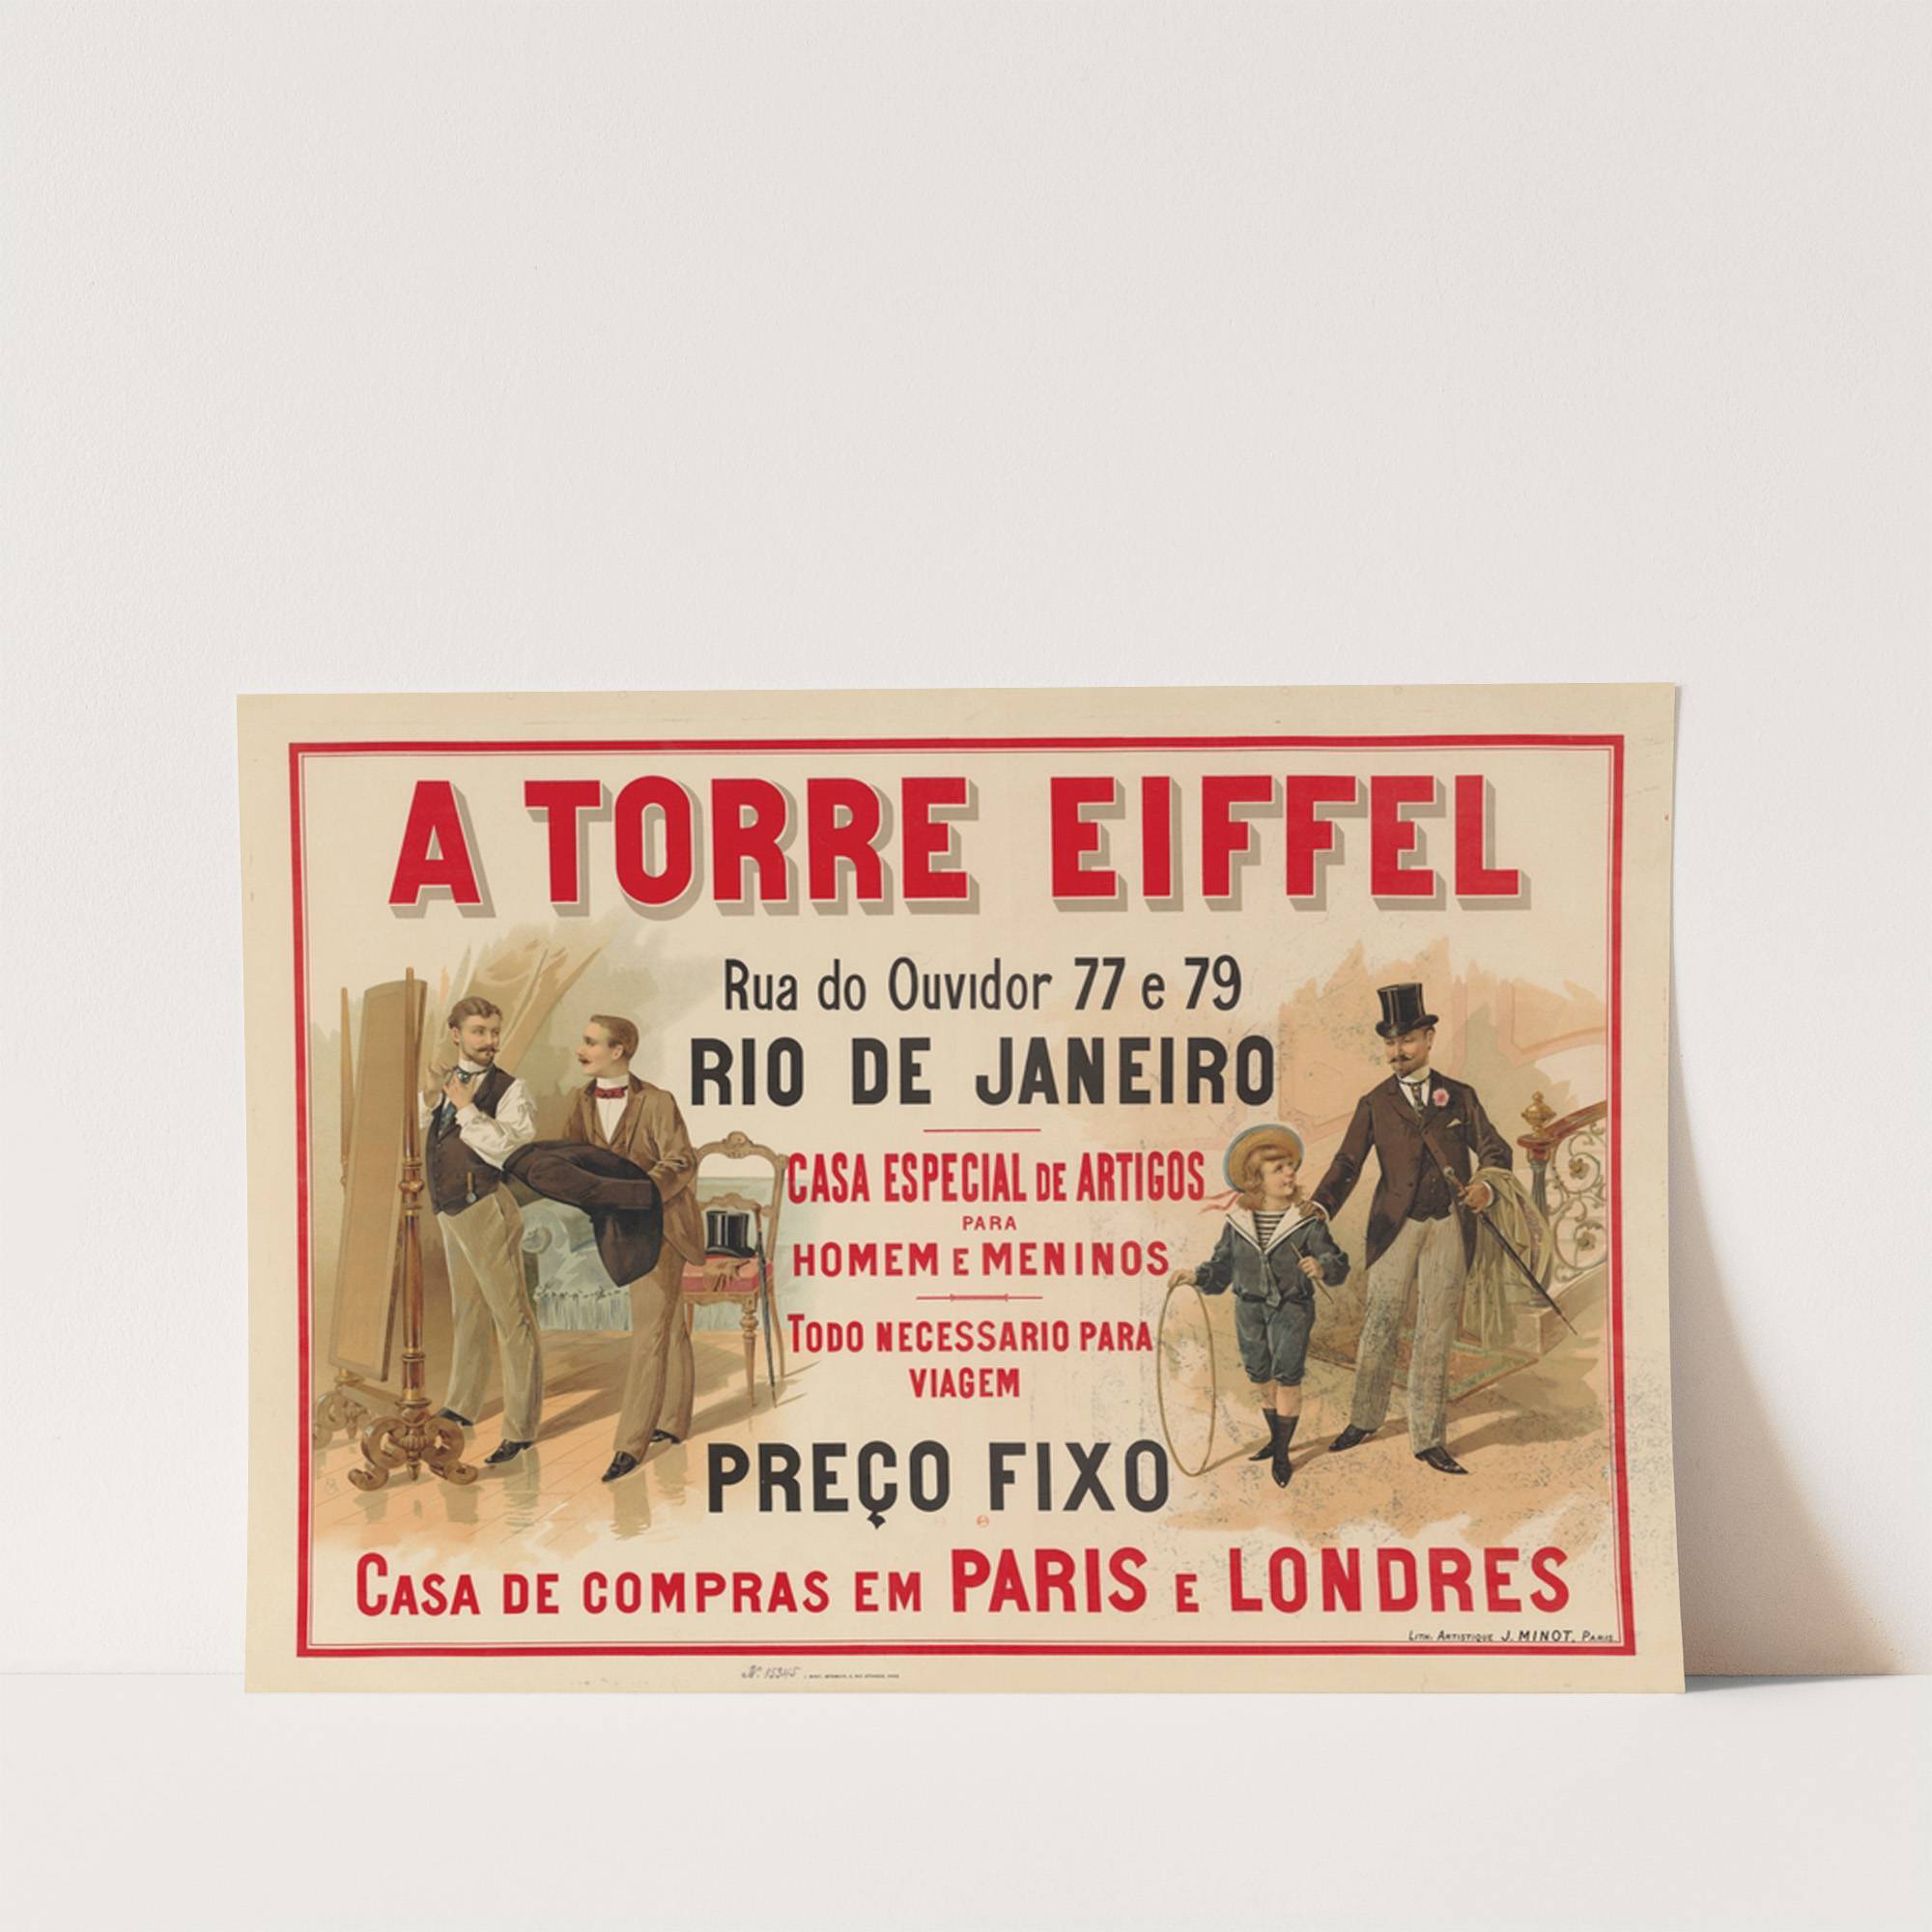 A TORRE EIFFEL
Rua do Ouvidor 77 e 79
RIO DE JANEIRO
CASA ESPECIAL DE ARTIGOS
PARA
HOMEM E MENINOS
TODO NECESSARIO PARA
VIAGEM
PREÇO FIXO
CASA DE COMPRAS EM PARIS E LONDRES
LITH. ARTISTIQUE J. MINOT, PARIS.